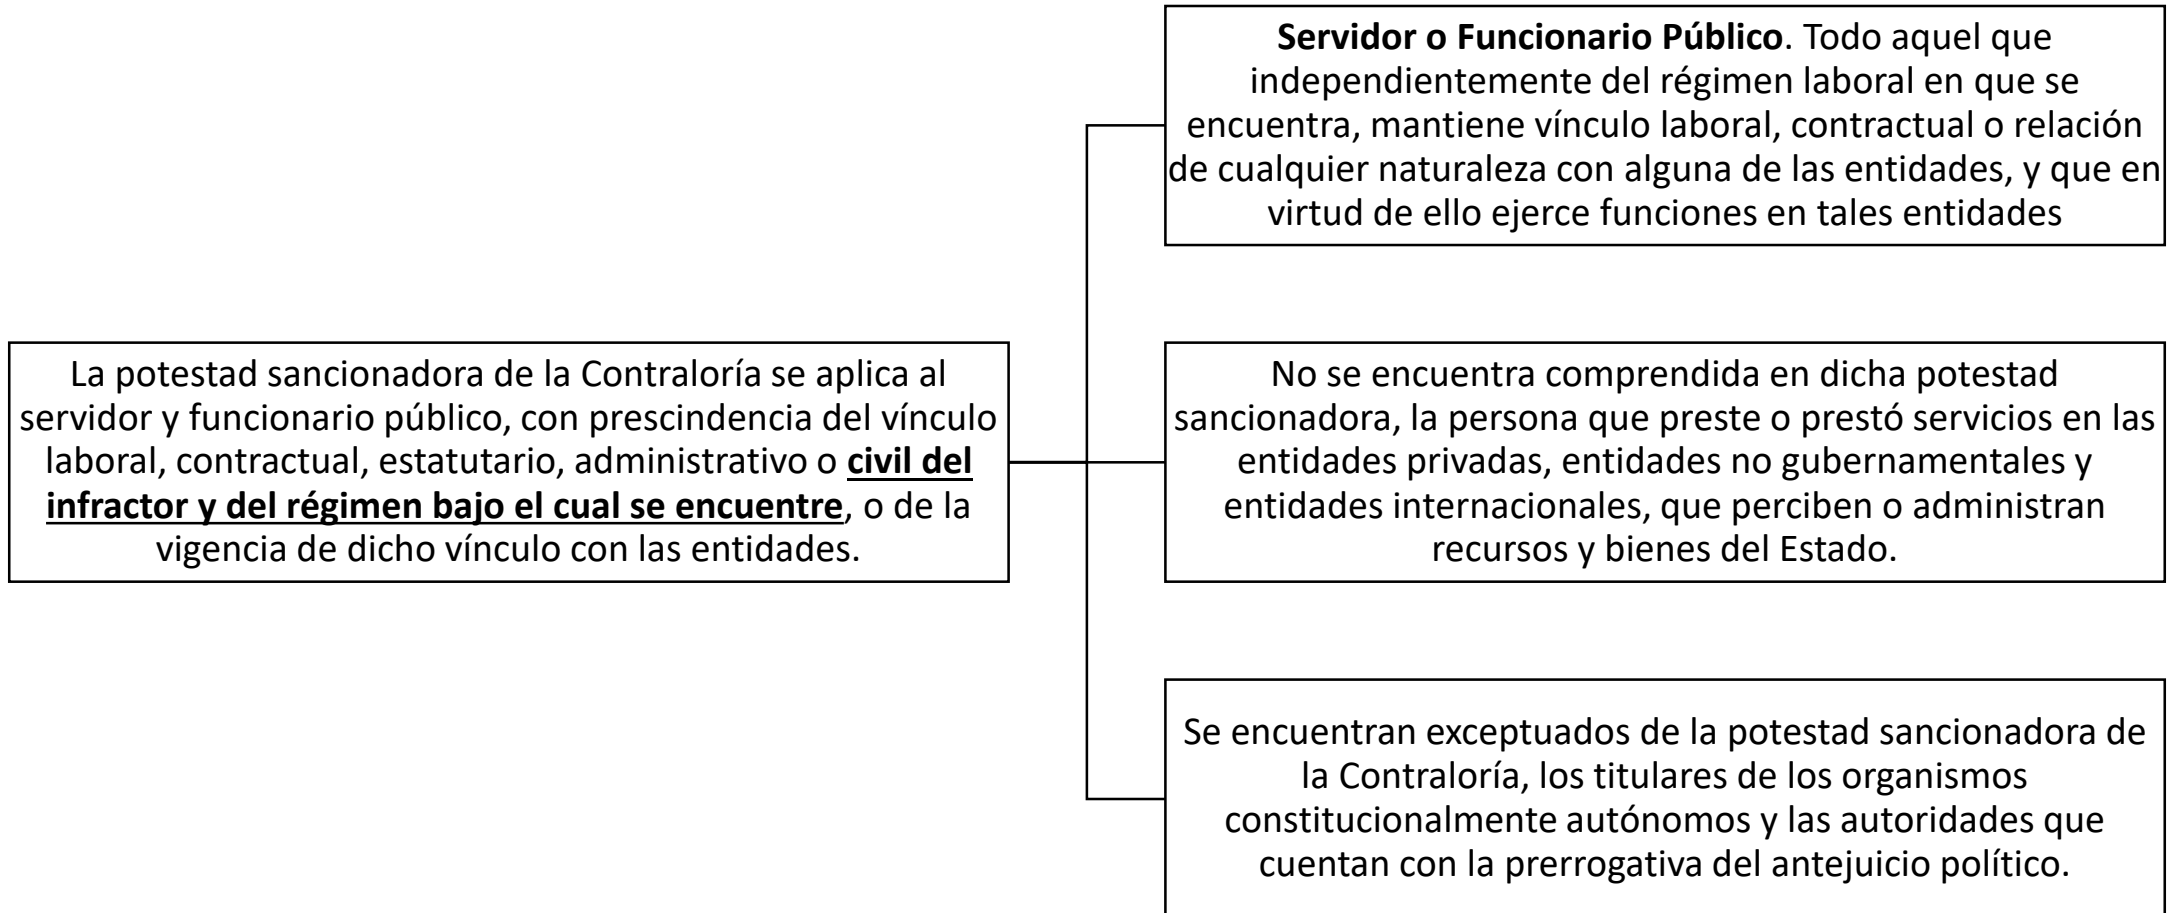 Servidor o Funcionario Público. Todo aquel que
independientemente del régimen laboral en que se
encuentra, mantiene vínculo laboral, contractual o relación
de cualquier naturaleza con alguna de las entidades, y que en
virtud de ello ejerce funciones en tales entidades
La potestad sancionadora de la Contraloría se aplica al
servidor y funcionario público, con prescindencia del vínculo
laboral, contractual, estatutario, administrativo o civil del
infractor y del régimen bajo el cual se encuentre, o de la
vigencia de dicho vínculo con las entidades.
No se encuentra comprendida en dicha potestad
sancionadora, la persona que preste o prestó servicios en las
entidades privadas, entidades no gubernamentales y
entidades internacionales, que perciben o administran
recursos y bienes del Estado.
Se encuentran exceptuados de la potestad sancionadora de
la Contraloría, los titulares de los organismos
constitucionalmente autónomos y las autoridades que
cuentan con la prerrogativa del antejuicio político.